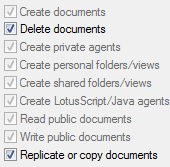 Create documents
Delete documents
Create private agents
Create personal folders/views
Create shared folders/views
Create LotusScript/Java agents
Read public documents
Write public documents
Replicate or copy documents